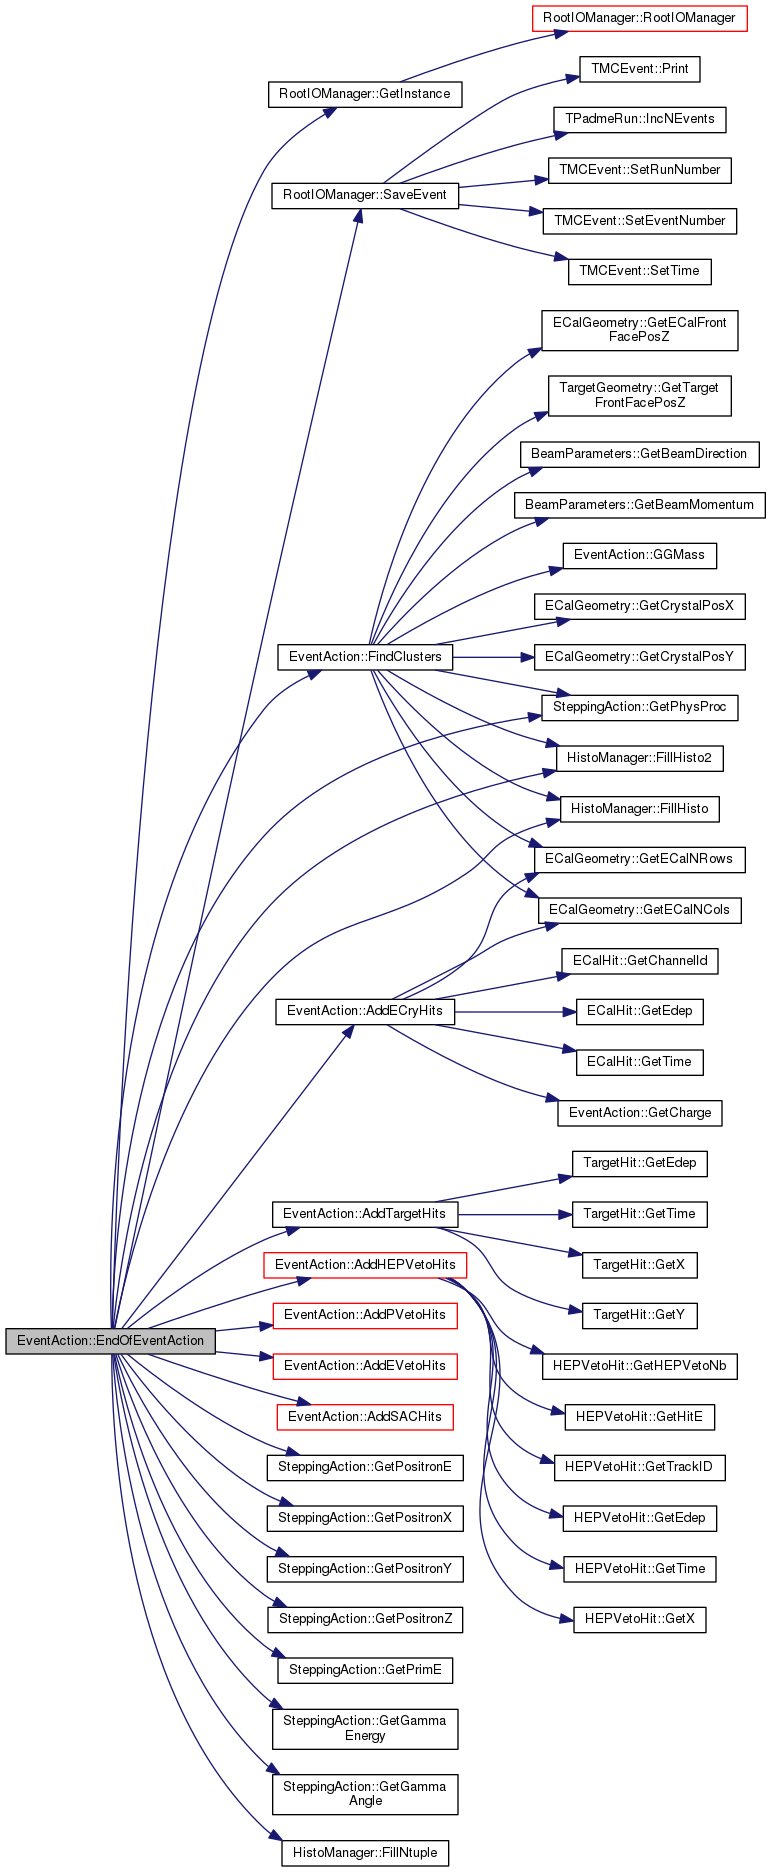 RootIOManager::RootIOManager
TMCEvent::Print
RootIOManager::GetInstance
TPadmeRun::IncNEvents
TMCEvent::SetRunNumber
RootIOManager::SaveEvent
TMCEvent::SetEventNumber
TMCEvent::SetTime
ECalGeometry::GetECalFront
FacePosZ
TargetGeometry::GetTarget
FrontFacePosZ
BeamParameters::GetBeamDirection
BeamParameters::GetBeamMomentum
EventAction::GGMass
ECalGeometry::GetCrystalPosX
EventAction::FindClusters
ECalGeometry::GetCrystalPosY
SteppingAction::GetPhysProc
HistoManager::FillHisto2
HistoManager::FillHisto
ECalGeometry::GetECalNRows
ECalGeometry::GetECalNCols
ECalHit::GetChannelId
EventAction::AddECryHits
ECalHit::GetEdep
ECalHit::GetTime
EventAction::GetCharge
TargetHit::GetEdep
EventAction::AddTargetHits
TargetHit::GetTime
EventAction::AddHEPVetoHits
TargetHit::GetX
EventAction::AddPVetoHits
TargetHit::GetY
EventAction::EndOfEventAction
EventAction::AddEVetoHits
HEPVetoHit::GetHEPVetoNb
EventAction::AddSACHits
HEPVetoHit::GetHitE
SteppingAction::GetPositronE
HEPVetoHit::GetTrackID
SteppingAction::GetPositronX
HEPVetoHit::GetEdep
SteppingAction::GetPositronY
HEPVetoHit::GetTime
SteppingAction::GetPositronZ
HEPVetoHit::GetX
SteppingAction::GetPrimE
SteppingAction::GetGamma
Energy
SteppingAction::GetGamma
Angle
HistoManager::FillNtuple